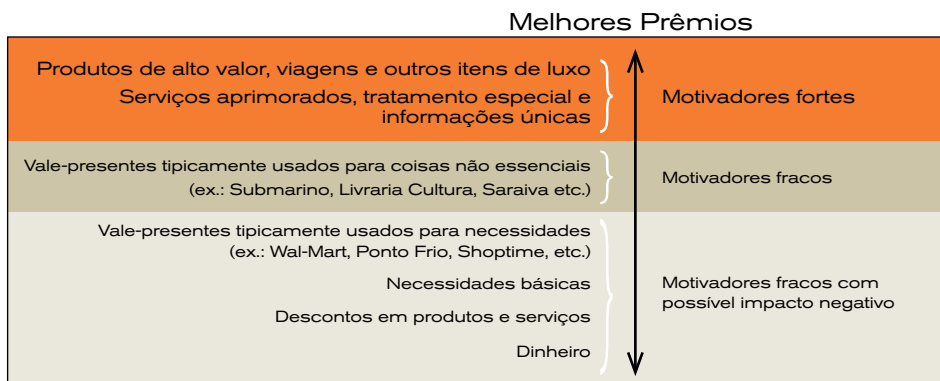 Melhores Prêmios
Produtos de alto valor, viagens e outros itens de luxo
Serviços aprimorados, tratamento especial e
informações únicas
Motivadores fortes
Vale-presentes tipicamente usados para coisas não essenciais
(ex.: Submarino, Livraria Cultura, Saraiva etc.)
Motivadores fracos
Vale-presentes tipicamente usados para necessidades
(ex.: Wal-Mart, Ponto Frio, Shoptime, etc.)
Necessidades básicas
Descontos em produtos e serviços
Dinheiro
Motivadores fracos com
possível impacto negativo